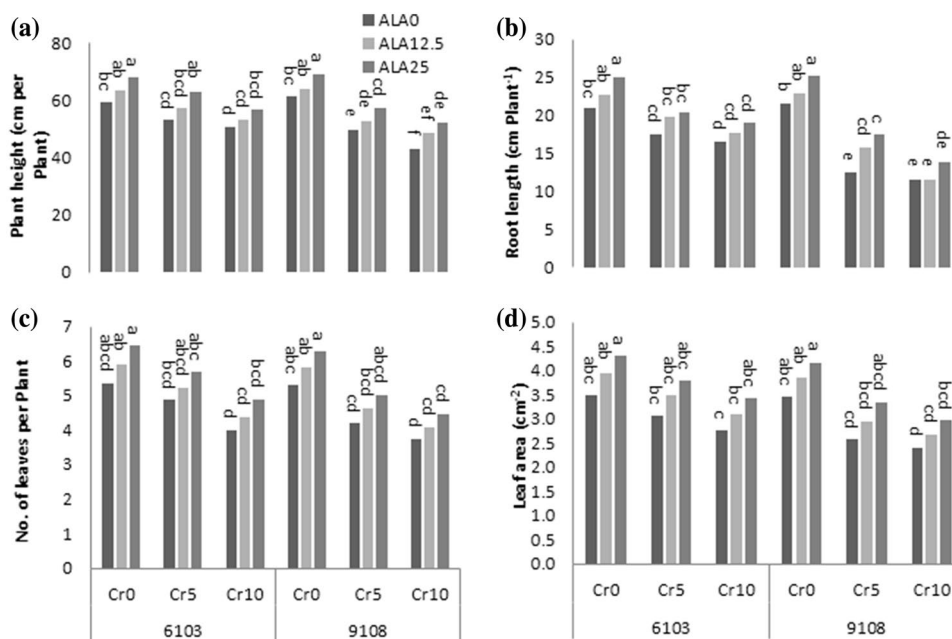 (a)
ALA0
ALA12.5
ALA25
Plant height (cm per
Plant)
80
60
40
20
0
bc
ab
a
cd
bcd
ab
d
cd
bcd
bc
ab
a
e
de
cd
f
ef
de
(b)
Root length (cm Plant-1)
30
25
20
15
10
5
0
bc
ab
a
cd
bc
bc
d
cd
cd
b
ab
a
e
cd
c
e
e
de
(c)
No. of leaves per Plant
7
6
5
4
3
2
1
0
abcd
ab
a
bcd
abcd
abc
d
cd
bcd
abc
ab
a
cd
bcd
abcd
d
cd
cd
Cr0 Cr5 Cr10 Cr0 Cr5 Cr10
6103 9108
(d)
Leaf area (cm-2)
5.0
4.5
4.0
3.5
3.0
2.5
2.0
1.5
1.0
0.5
0.0
abc
ab
a
bc
abc
abc
c
bc
abc
abc
ab
a
cd
bcd
abcd
d
cd
bcd
Cr0 Cr5 Cr10 Cr0 Cr5 Cr10
6103 9108